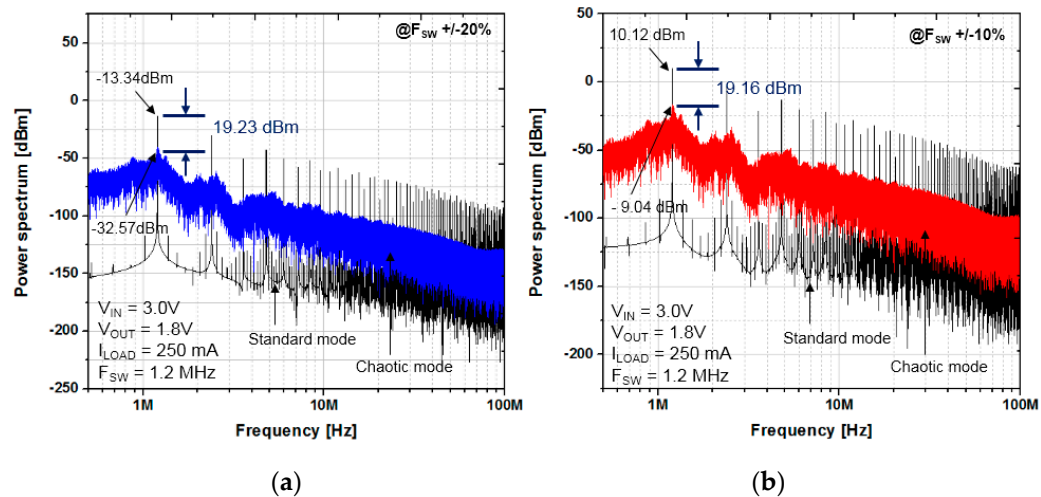 @F_SW +/-20%
-13.34dBm
19.23 dBm
-32.57dBm
V_IN = 3.0V
V_OUT = 1.8V
I_LOAD = 250 mA
F_SW = 1.2 MHz
Standard mode
Chaotic mode
50
0
-50
-100
-150
-200
-250
Power spectrum [dBm]
1M
10M
100M
Frequency [Hz]
(a)
@F_SW +/-10%
10.12 dBm
19.16 dBm
- 9.04 dBm
V_IN = 3.0V
V_OUT = 1.8V
I_LOAD = 250 mA
F_SW = 1.2 MHz
Standard mode
Chaotic mode
50
0
-50
-100
-150
-200
Power spectrum [dBm]
1M
10M
100M
Frequency [Hz]
(b)